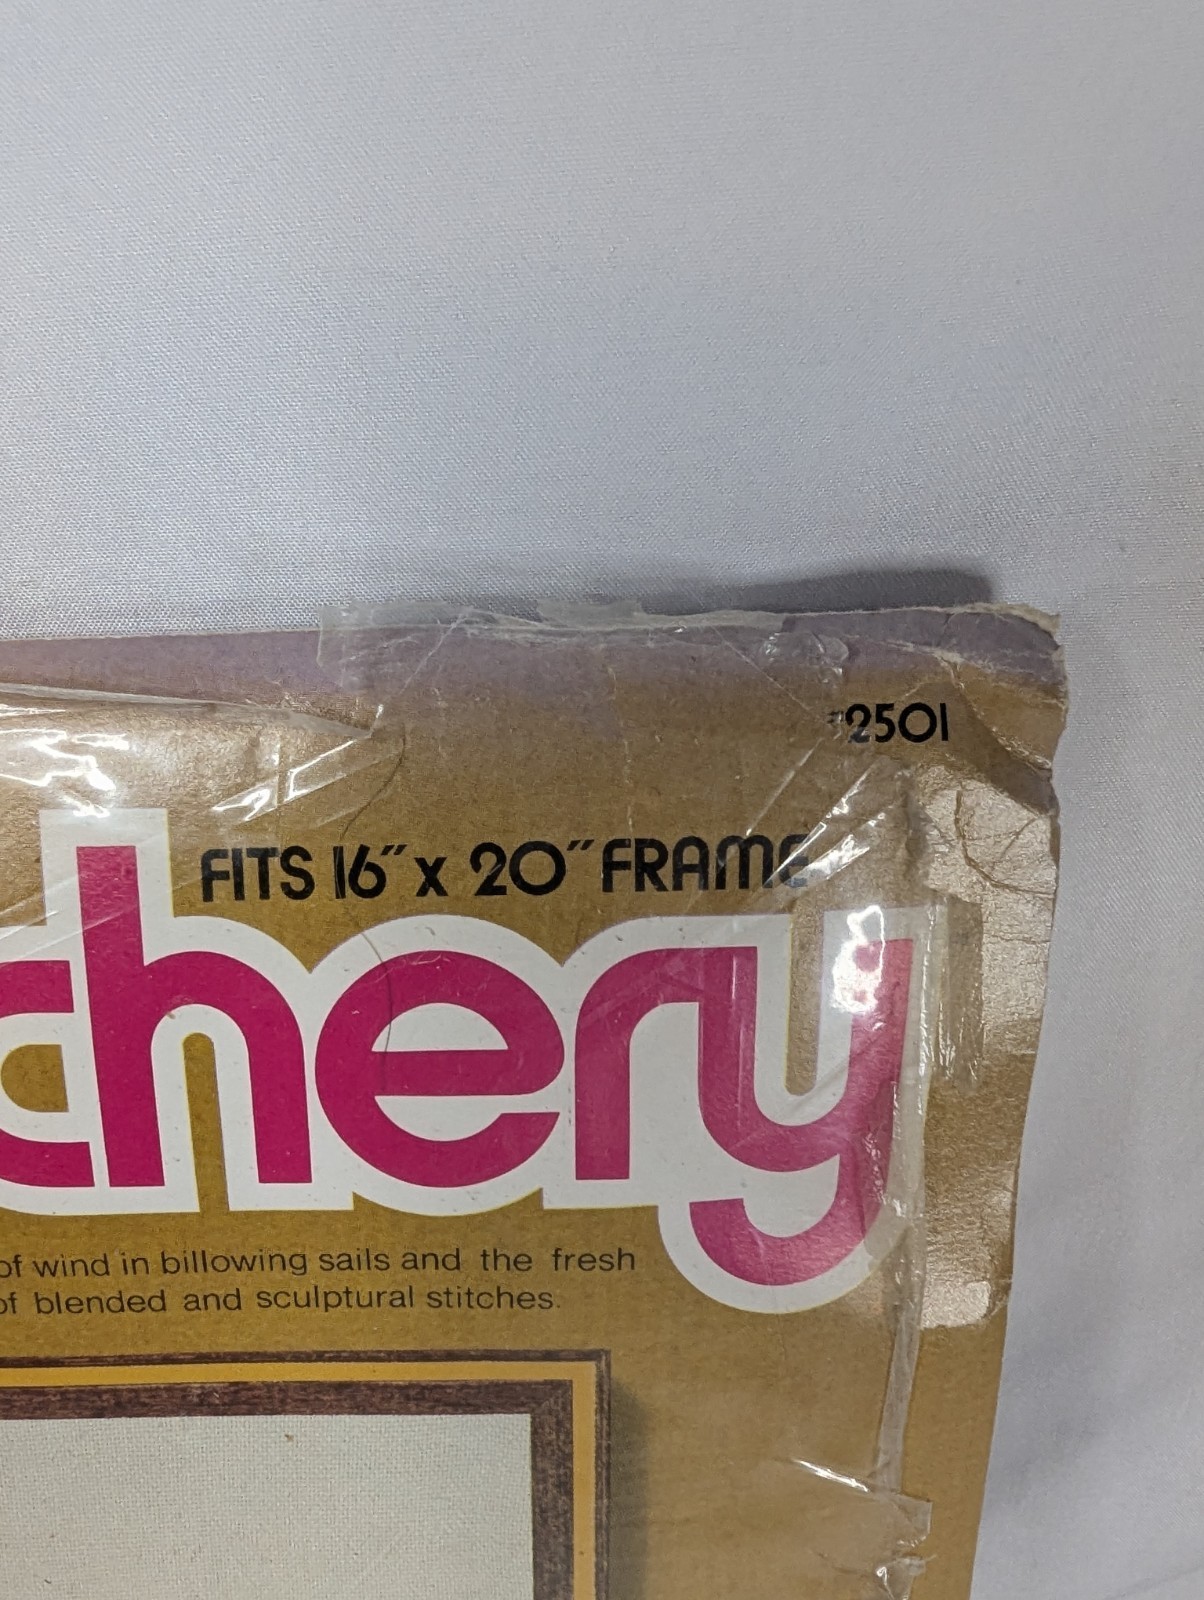 #2501
FITS 16" x 20" FRAME
chery
of wind in billowing sails and the fresh
of blended and sculptural stitches.